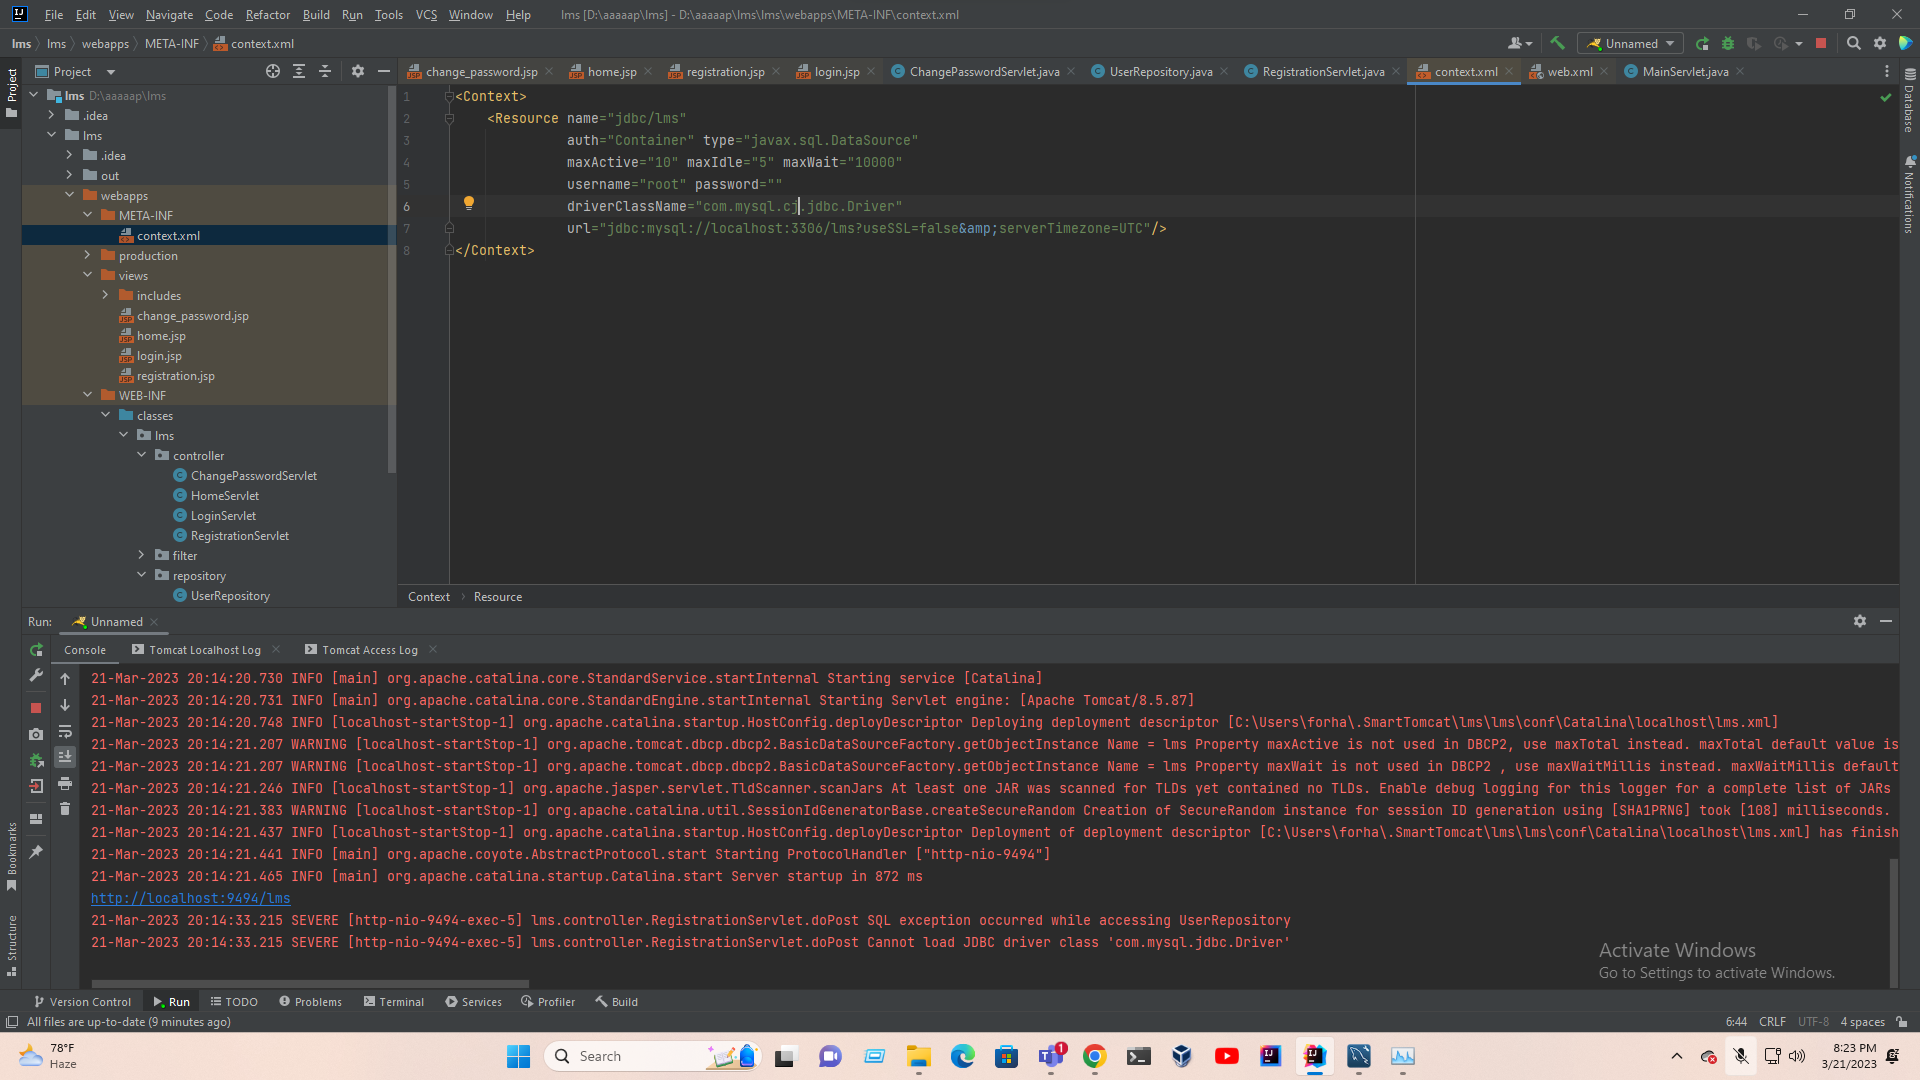 File Edit View Navigate Code Refactor Build Run Tools VCS Window Help lms [D:\aaaaap\lms] - D:\aaaaap\lms\lms\webapps\META-INF\context.xml
lms lms webapps META-INF context.xml
Unnamed
Project
Project
change_password.jsp home.jsp registration.jsp login.jsp ChangePasswordServlet.java UserRepository.java RegistrationServlet.java context.xml web.xml MainServlet.java
lms D:\aaaaap\lms
.idea
lms
.idea
out
webapps
META-INF
context.xml
production
views
includes
change_password.jsp
home.jsp
login.jsp
registration.jsp
WEB-INF
classes
lms
controller
ChangePasswordServlet
HomeServlet
LoginServlet
RegistrationServlet
filter
repository
UserRepository
1 <Context>
2 <Resource name="jdbc/lms"
3 auth="Container" type="javax.sql.DataSource"
4 maxActive="10" maxIdle="5" maxWait="10000"
5 username="root" password=""
6 driverClassName="com.mysql.cj.jdbc.Driver"
7 url="jdbc:mysql://localhost:3306/lms?useSSL=false&amp;serverTimezone=UTC"/>
8 </Context>
Database
Notifications
Context Resource
Run: Unnamed
Console Tomcat Localhost Log Tomcat Access Log
21-Mar-2023 20:14:20.730 INFO [main] org.apache.catalina.core.StandardService.startInternal Starting service [Catalina]
21-Mar-2023 20:14:20.731 INFO [main] org.apache.catalina.core.StandardEngine.startInternal Starting Servlet engine: [Apache Tomcat/8.5.87]
21-Mar-2023 20:14:20.748 INFO [localhost-startStop-1] org.apache.catalina.startup.HostConfig.deployDescriptor Deploying deployment descriptor [C:\Users\forha\.SmartTomcat\lms\lms\conf\Catalina\localhost\lms.xml]
21-Mar-2023 20:14:21.207 WARNING [localhost-startStop-1] org.apache.tomcat.dbcp.dbcp2.BasicDataSourceFactory.getObjectInstance Name = lms Property maxActive is not used in DBCP2, use maxTotal instead. maxTotal default value is
21-Mar-2023 20:14:21.207 WARNING [localhost-startStop-1] org.apache.tomcat.dbcp.dbcp2.BasicDataSourceFactory.getObjectInstance Name = lms Property maxWait is not used in DBCP2 , use maxWaitMillis instead. maxWaitMillis default
21-Mar-2023 20:14:21.246 INFO [localhost-startStop-1] org.apache.jasper.servlet.TldScanner.scanJars At least one JAR was scanned for TLDs yet contained no TLDs. Enable debug logging for this logger for a complete list of JARs
21-Mar-2023 20:14:21.383 WARNING [localhost-startStop-1] org.apache.catalina.util.SessionIdGeneratorBase.createSecureRandom Creation of SecureRandom instance for session ID generation using [SHA1PRNG] took [108] milliseconds.
21-Mar-2023 20:14:21.437 INFO [localhost-startStop-1] org.apache.catalina.startup.HostConfig.deployDescriptor Deployment of deployment descriptor [C:\Users\forha\.SmartTomcat\lms\lms\conf\Catalina\localhost\lms.xml] has finish
21-Mar-2023 20:14:21.441 INFO [main] org.apache.coyote.AbstractProtocol.start Starting ProtocolHandler ["http-nio-9494"]
21-Mar-2023 20:14:21.465 INFO [main] org.apache.catalina.startup.Catalina.start Server startup in 872 ms
http://localhost:9494/lms
21-Mar-2023 20:14:33.215 SEVERE [http-nio-9494-exec-5] lms.controller.RegistrationServlet.doPost SQL exception occurred while accessing UserRepository
21-Mar-2023 20:14:33.215 SEVERE [http-nio-9494-exec-5] lms.controller.RegistrationServlet.doPost Cannot load JDBC driver class 'com.mysql.jdbc.Driver'
Bookmarks
Structure
Activate Windows
Go to Settings to activate Windows.
Version Control Run TODO Problems Terminal Services Profiler Build
All files are up-to-date (9 minutes ago) 6:44 CRLF UTF-8 4 spaces
78°F
Haze
Search
1
8:23 PM
3/21/2023